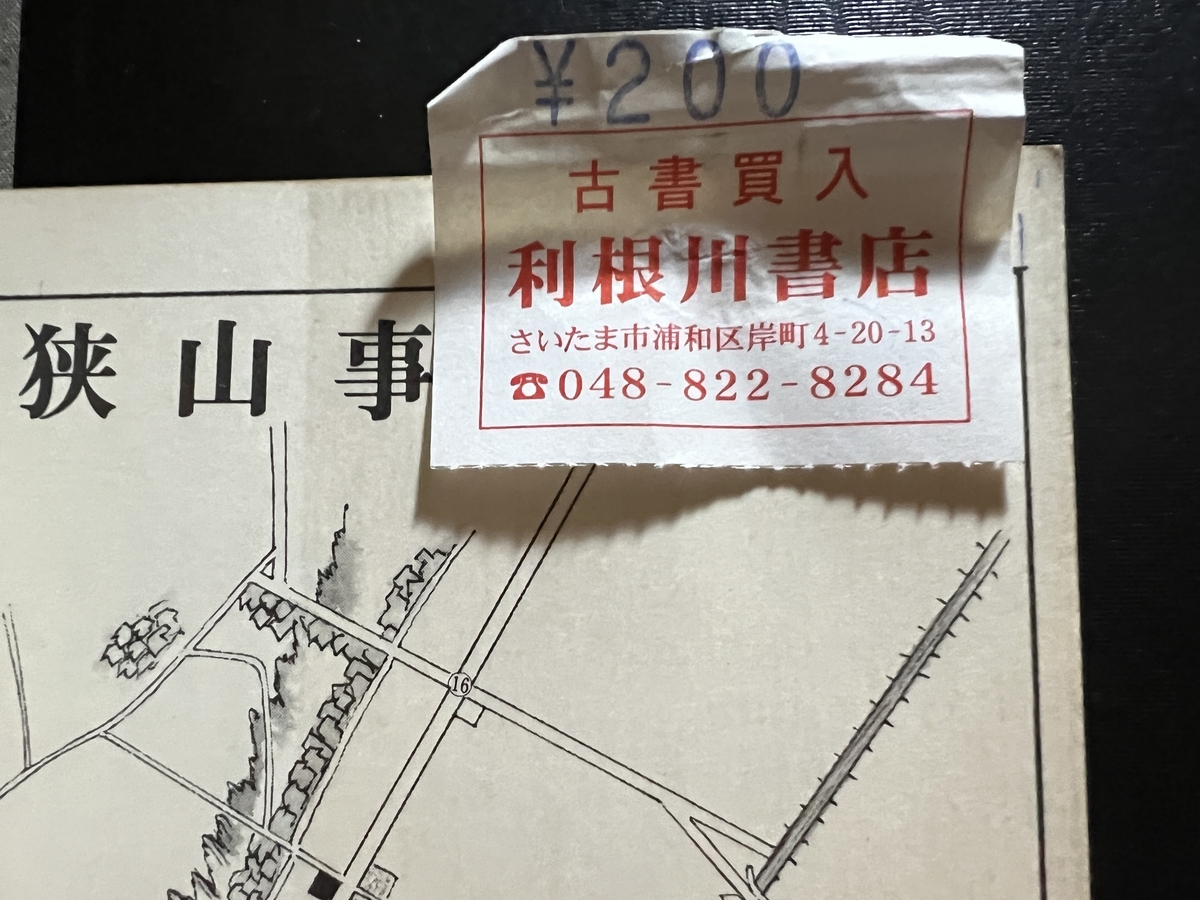 ¥200
古書買入
利根川書店
さいたま市浦和区岸町4-20-13
☎048-822-8284
狭山事
16